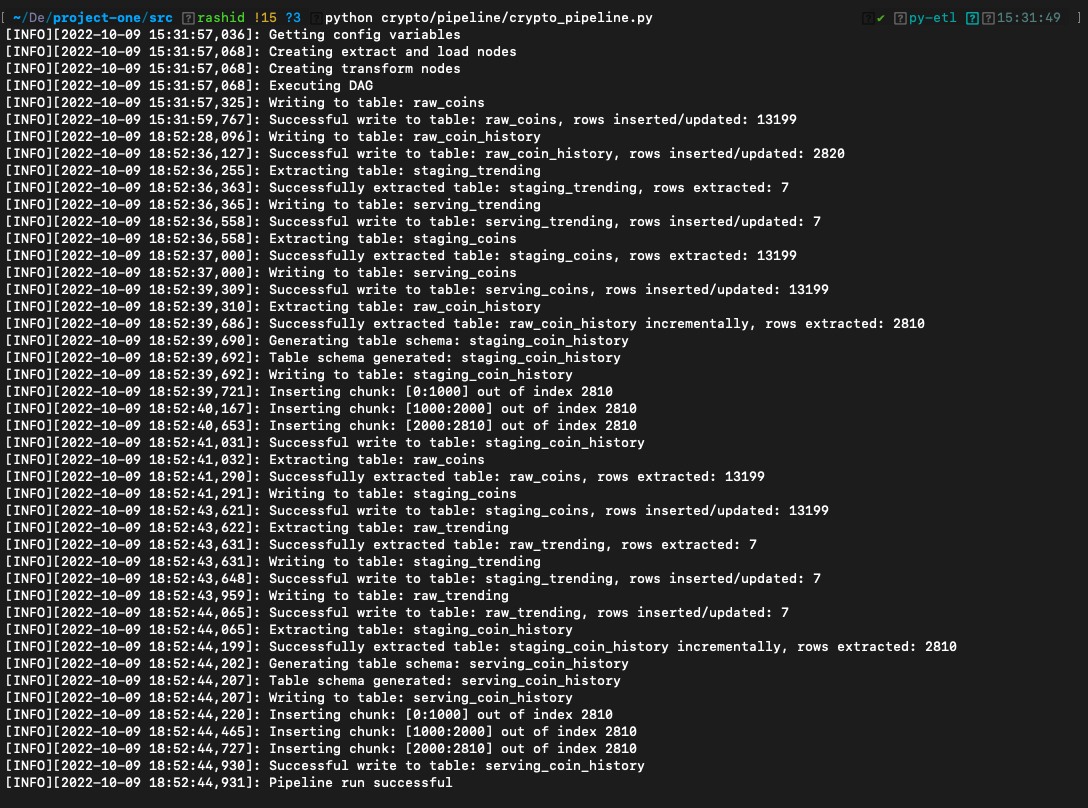 [ ~/De/project-one/src rashid !15 ?3 python crypto/pipeline/crypto_pipeline.py ✔ py-etl 15:31:49 ]
[INFO][2022-10-09 15:31:57,036]: Getting config variables
[INFO][2022-10-09 15:31:57,068]: Creating extract and load nodes
[INFO][2022-10-09 15:31:57,068]: Creating transform nodes
[INFO][2022-10-09 15:31:57,068]: Executing DAG
[INFO][2022-10-09 15:31:57,325]: Writing to table: raw_coins
[INFO][2022-10-09 15:31:59,767]: Successful write to table: raw_coins, rows inserted/updated: 13199
[INFO][2022-10-09 18:52:28,096]: Writing to table: raw_coin_history
[INFO][2022-10-09 18:52:36,127]: Successful write to table: raw_coin_history, rows inserted/updated: 2820
[INFO][2022-10-09 18:52:36,255]: Extracting table: staging_trending
[INFO][2022-10-09 18:52:36,363]: Successfully extracted table: staging_trending, rows extracted: 7
[INFO][2022-10-09 18:52:36,365]: Writing to table: serving_trending
[INFO][2022-10-09 18:52:36,558]: Successful write to table: serving_trending, rows inserted/updated: 7
[INFO][2022-10-09 18:52:36,558]: Extracting table: staging_coins
[INFO][2022-10-09 18:52:37,000]: Successfully extracted table: staging_coins, rows extracted: 13199
[INFO][2022-10-09 18:52:37,000]: Writing to table: serving_coins
[INFO][2022-10-09 18:52:39,309]: Successful write to table: serving_coins, rows inserted/updated: 13199
[INFO][2022-10-09 18:52:39,310]: Extracting table: raw_coin_history
[INFO][2022-10-09 18:52:39,686]: Successfully extracted table: raw_coin_history incrementally, rows extracted: 2810
[INFO][2022-10-09 18:52:39,690]: Generating table schema: staging_coin_history
[INFO][2022-10-09 18:52:39,692]: Table schema generated: staging_coin_history
[INFO][2022-10-09 18:52:39,692]: Writing to table: staging_coin_history
[INFO][2022-10-09 18:52:39,721]: Inserting chunk: [0:1000] out of index 2810
[INFO][2022-10-09 18:52:40,167]: Inserting chunk: [1000:2000] out of index 2810
[INFO][2022-10-09 18:52:40,653]: Inserting chunk: [2000:2810] out of index 2810
[INFO][2022-10-09 18:52:41,031]: Successful write to table: staging_coin_history
[INFO][2022-10-09 18:52:41,032]: Extracting table: raw_coins
[INFO][2022-10-09 18:52:41,290]: Successfully extracted table: raw_coins, rows extracted: 13199
[INFO][2022-10-09 18:52:41,291]: Writing to table: staging_coins
[INFO][2022-10-09 18:52:43,621]: Successful write to table: staging_coins, rows inserted/updated: 13199
[INFO][2022-10-09 18:52:43,622]: Extracting table: raw_trending
[INFO][2022-10-09 18:52:43,631]: Successfully extracted table: raw_trending, rows extracted: 7
[INFO][2022-10-09 18:52:43,631]: Writing to table: staging_trending
[INFO][2022-10-09 18:52:43,648]: Successful write to table: staging_trending, rows inserted/updated: 7
[INFO][2022-10-09 18:52:43,959]: Writing to table: raw_trending
[INFO][2022-10-09 18:52:44,065]: Successful write to table: raw_trending, rows inserted/updated: 7
[INFO][2022-10-09 18:52:44,065]: Extracting table: staging_coin_history
[INFO][2022-10-09 18:52:44,199]: Successfully extracted table: staging_coin_history incrementally, rows extracted: 2810
[INFO][2022-10-09 18:52:44,202]: Generating table schema: serving_coin_history
[INFO][2022-10-09 18:52:44,207]: Table schema generated: serving_coin_history
[INFO][2022-10-09 18:52:44,207]: Writing to table: serving_coin_history
[INFO][2022-10-09 18:52:44,220]: Inserting chunk: [0:1000] out of index 2810
[INFO][2022-10-09 18:52:44,465]: Inserting chunk: [1000:2000] out of index 2810
[INFO][2022-10-09 18:52:44,727]: Inserting chunk: [2000:2810] out of index 2810
[INFO][2022-10-09 18:52:44,930]: Successful write to table: serving_coin_history
[INFO][2022-10-09 18:52:44,931]: Pipeline run successful